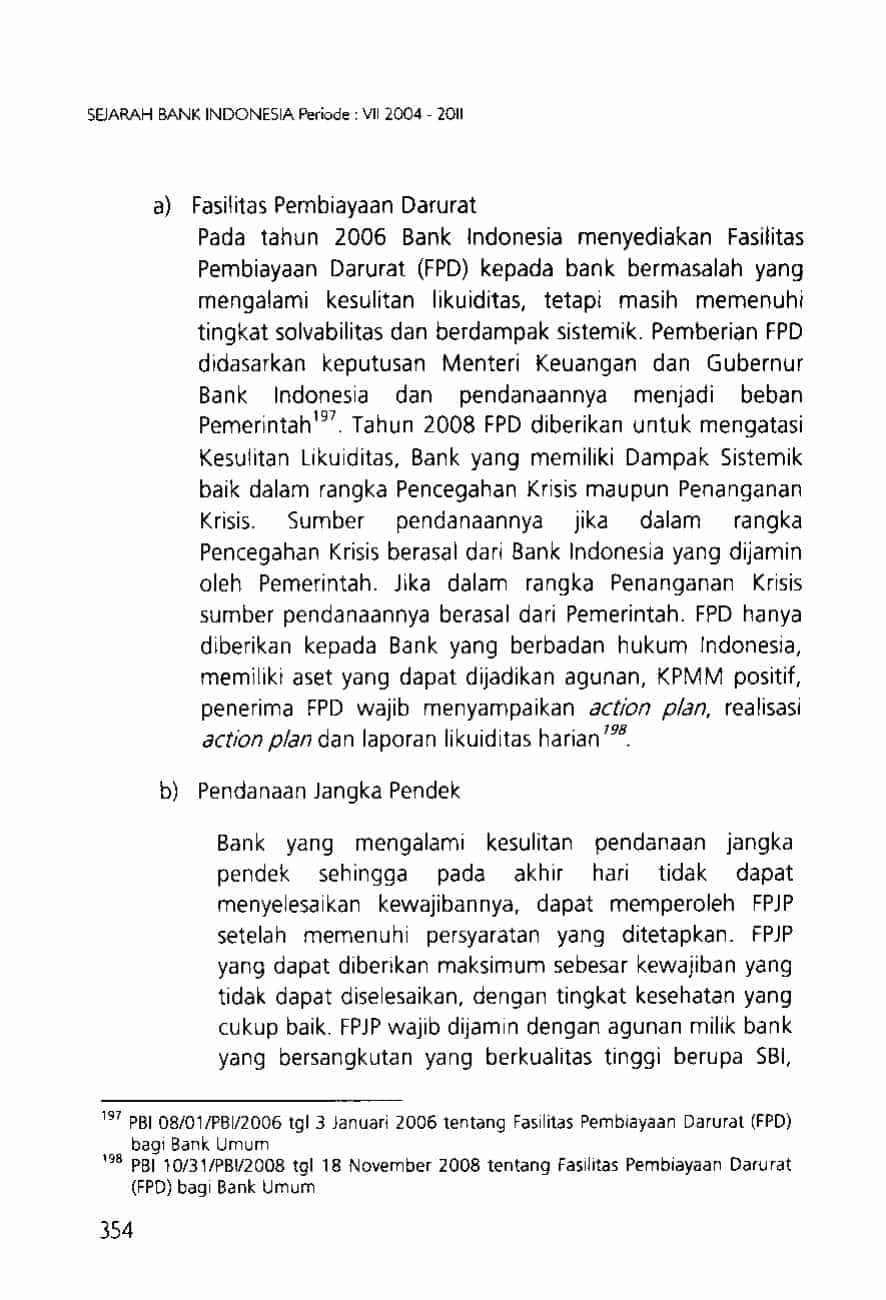 SEJARAH BANK INDONESIA Periode : VII 2004 - 2011
a) Fasilitas Pembiayaan Darurat
Pada tahun 2006 Bank Indonesia menyediakan Fasilitas
Pembiayaan Darurat (FPD) kepada bank bermasalah yang
mengalami kesulitan likuiditas, tetapi masih memenuhi
tingkat solvabilitas dan berdampak sistemik. Pemberian FPD
didasarkan keputusan Menteri Keuangan dan Gubernur
Bank Indonesia dan pendanaannya menjadi beban
Pemerintah¹⁹⁷. Tahun 2008 FPD diberikan untuk mengatasi
Kesulitan Likuiditas, Bank yang memiliki Dampak Sistemik
baik dalam rangka Pencegahan Krisis maupun Penanganan
Krisis. Sumber pendanaannya jika dalam rangka
Pencegahan Krisis berasal dari Bank Indonesia yang dijamin
oleh Pemerintah. Jika dalam rangka Penanganan Krisis
sumber pendanaannya berasal dari Pemerintah. FPD hanya
diberikan kepada Bank yang berbadan hukum Indonesia,
memiliki aset yang dapat dijadikan agunan, KPMM positif,
penerima FPD wajib menyampaikan action plan, realisasi
action plan dan laporan likuiditas harian¹⁹⁸.
b) Pendanaan Jangka Pendek
Bank yang mengalami kesulitan pendanaan jangka
pendek sehingga pada akhir hari tidak dapat
menyelesaikan kewajibannya, dapat memperoleh FPJP
setelah memenuhi persyaratan yang ditetapkan. FPJP
yang dapat diberikan maksimum sebesar kewajiban yang
tidak dapat diselesaikan, dengan tingkat kesehatan yang
cukup baik. FPJP wajib dijamin dengan agunan milik bank
yang bersangkutan yang berkualitas tinggi berupa SBI,
¹⁹⁷ PBI 08/01/PBI/2006 tgl 3 Januari 2006 tentang Fasilitas Pembiayaan Darurat (FPD)
bagi Bank Umum
¹⁹⁸ PBI 10/31/PBI/2008 tgl 18 November 2008 tentang Fasilitas Pembiayaan Darurat
(FPD) bagi Bank Umum
354